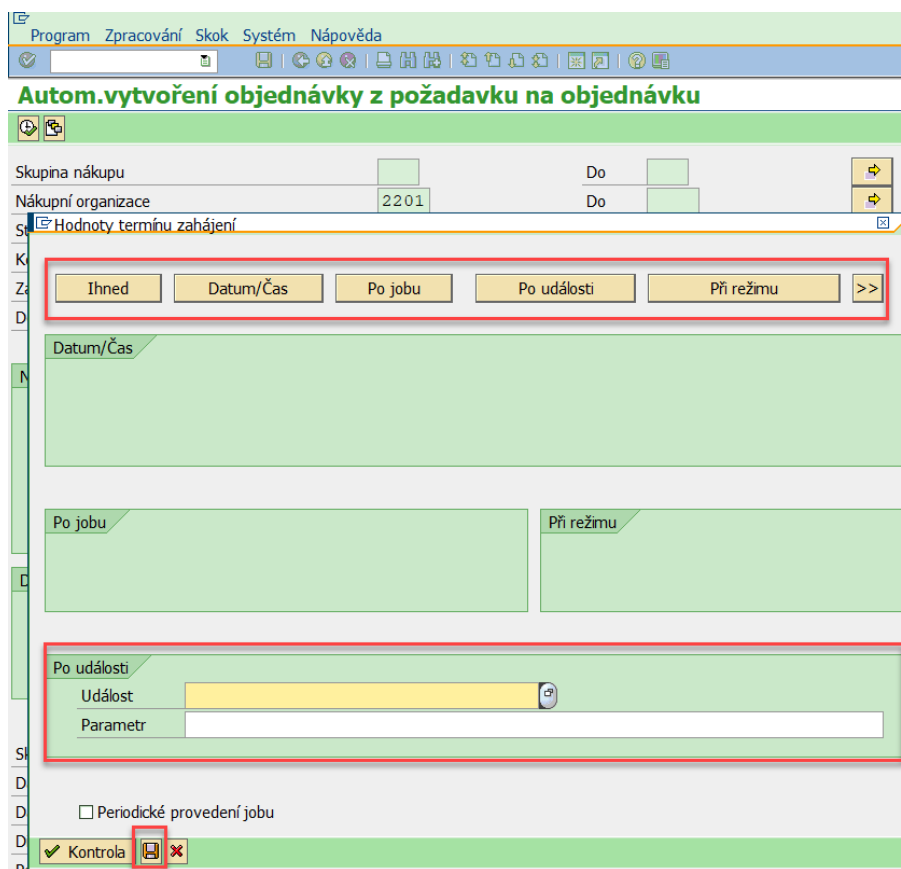 Program Zpracování Skok Systém Nápověda
Autom.vytvoření objednávky z požadavku na objednávku
Skupina nákupu Do
Nákupní organizace 2201 Do
Hodnoty termínu zahájení
Ihned Datum/Čas Po jobu Po události Při režimu >>
Datum/Čas
Po jobu Při režimu
Po události
Událost
Parametr
Periodické provedení jobu
Kontrola